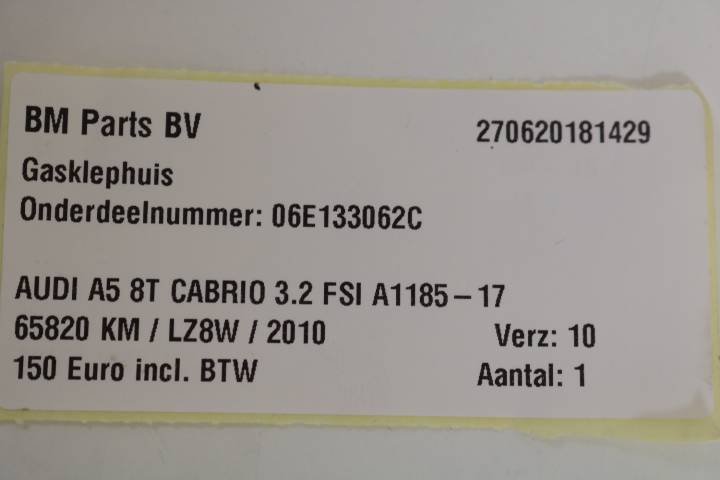 BM Parts BV 270620181429
Gasklephuis
Onderdeelnummer: 06E133062C
AUDI A5 8T CABRIO 3.2 FSI A1185-17
65820 KM / LZ8W / 2010 Verz: 10
150 Euro incl. BTW Aantal: 1